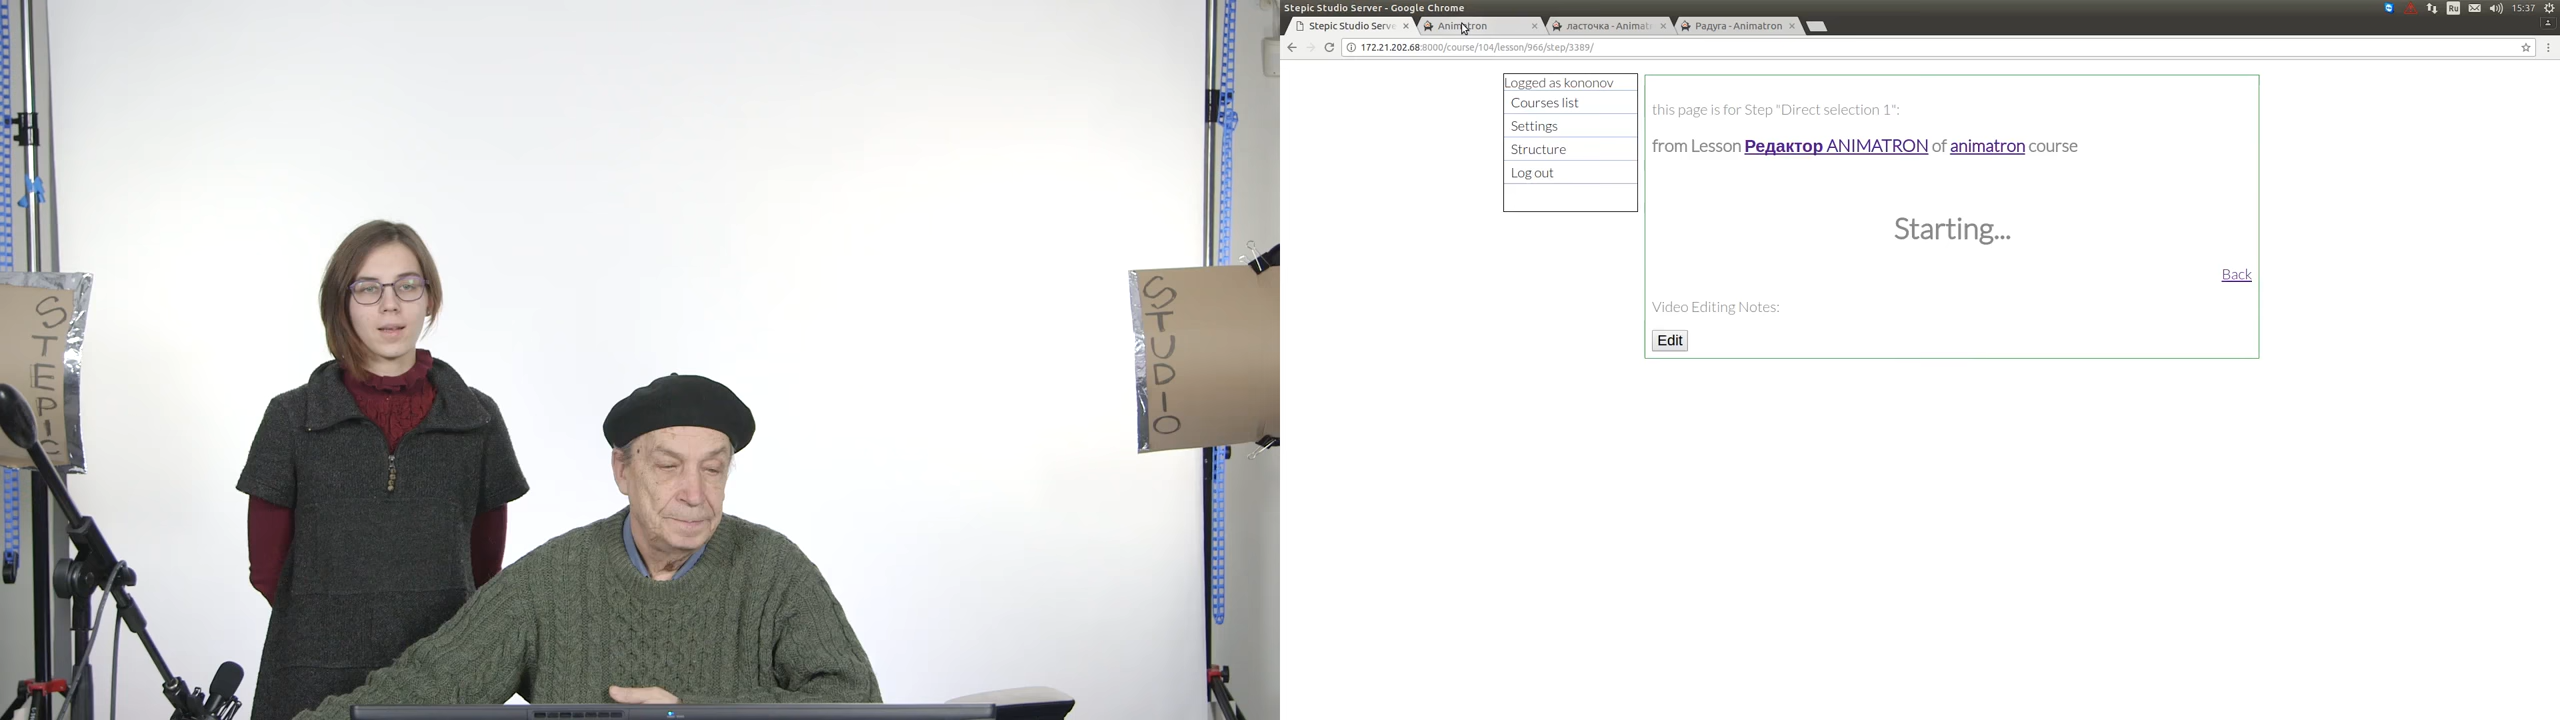 STEPIC
STUDIO
Stepic Studio Server - Google Chrome
Ru
15:37
Stepic Studio Serve
Animatron
ласточка - Animat
Радуга - Animatron
172.21.202.68:8000/course/104/lesson/966/step/3389/
Logged as kononov
Courses list
Settings
Structure
Log out
this page is for Step "Direct selection 1":
from Lesson Редактор ANIMATRON of animatron course
Starting...
Back
Video Editing Notes:
Edit